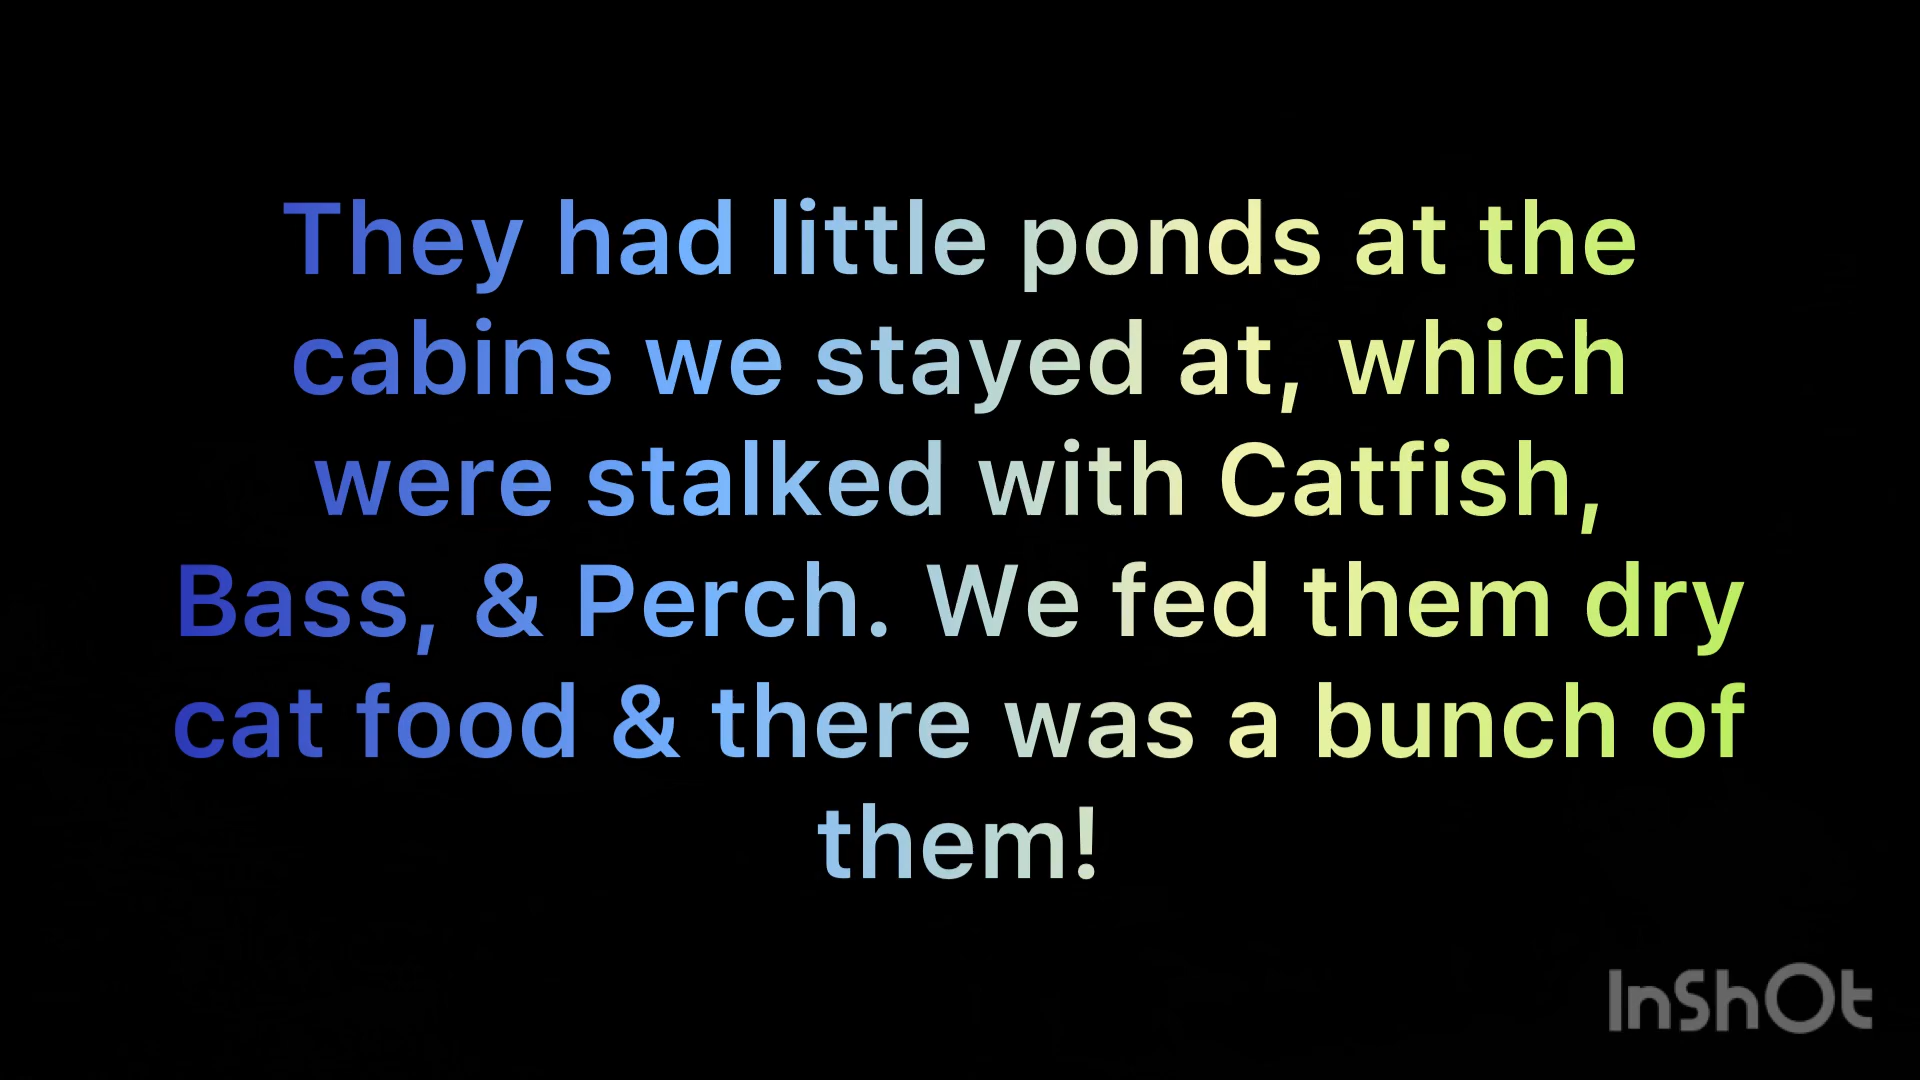 They had little ponds at the
cabins we stayed at, which
were stalked with Catfish,
Bass, & Perch. We fed them dry
cat food & there was a bunch of
them!
InShOt